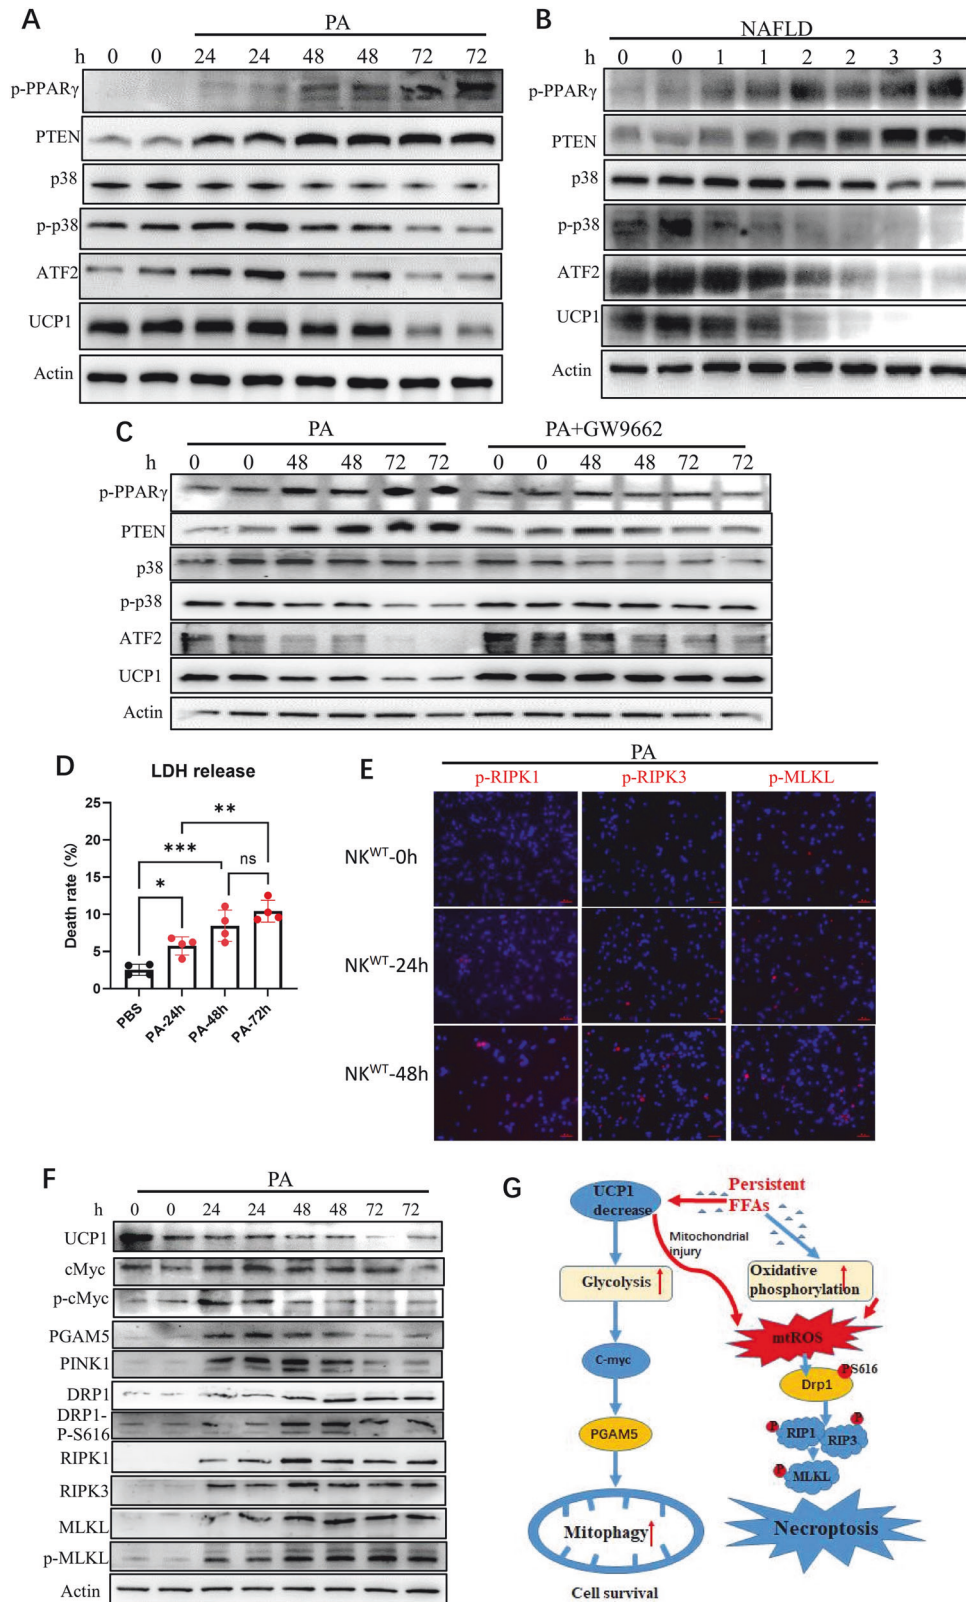 A
PA
h 0 0 24 24 48 48 72 72
p-PPARγ
PTEN
p38
p-p38
ATF2
UCP1
Actin
B
NAFLD
h 0 0 1 1 2 2 3 3
p-PPARγ
PTEN
p38
p-p38
ATF2
UCP1
Actin
C
PA PA+GW9662
h 0 0 48 48 72 72 0 0 48 48 72 72
p-PPARγ
PTEN
p38
p-p38
ATF2
UCP1
Actin
D
LDH release
Death rate (%)
25
20
15
10
5
0
**
***
ns
*
PBS PA-24h PA-48h PA-72h
E
PA
p-RIPK1 p-RIPK3 p-MLKL
NKWT-0h
NKWT-24h
NKWT-48h
F
PA
h 0 0 24 24 48 48 72 72
UCP1
cMyc
p-cMyc
PGAM5
PINK1
DRP1
DRP1-
P-S616
RIPK1
RIPK3
MLKL
p-MLKL
Actin
G
UCP1
decrease
Persistent
FFAs
Mitochondrial
injury
Glycolysis
Oxidative
phosphorylation
mtROS
C-myc
PS616
Drp1
PGAM5
P
P
RIP1
RIP3
P
MLKL
Mitophagy
Necroptosis
Cell survival